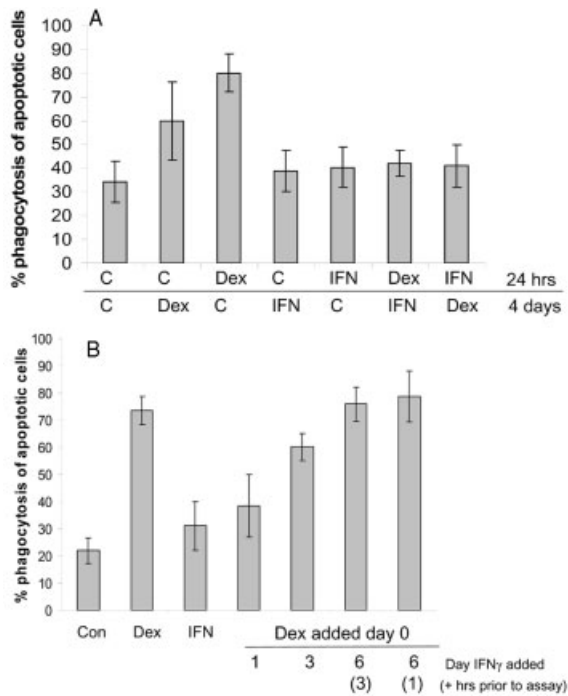 A
% phagocytosis of apoptotic cells
100
90
80
70
60
50
40
30
20
10
0
C C Dex C IFN Dex IFN 24 hrs
C Dex C IFN C IFN Dex 4 days
B
% phagocytosis of apoptotic cells
100
90
80
70
60
50
40
30
20
10
0
Con Dex IFN Dex added day 0
1 3 6 6 Day IFNγ added
(3) (1) (+ hrs prior to assay)